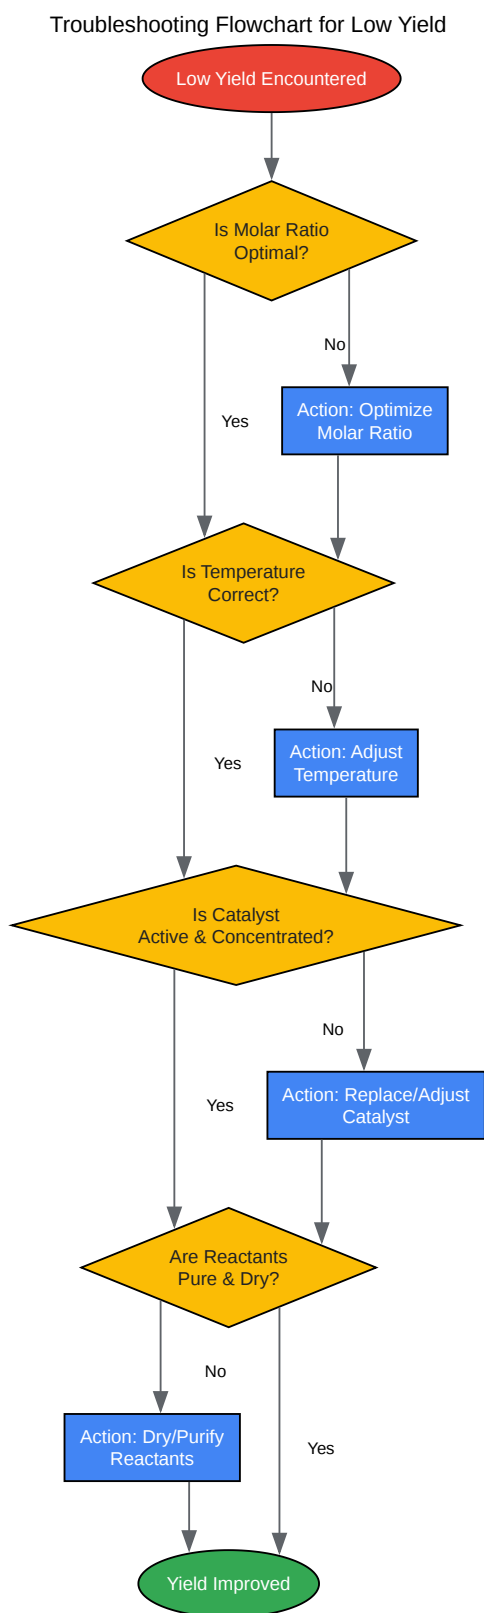 Troubleshooting Flowchart for Low Yield
Low Yield Encountered
Is Molar Ratio
Optimal?
No
Yes
Action: Optimize
Molar Ratio
Is Temperature
Correct?
No
Yes
Action: Adjust
Temperature
Is Catalyst
Active & Concentrated?
No
Yes
Action: Replace/Adjust
Catalyst
Are Reactants
Pure & Dry?
No
Yes
Action: Dry/Purify
Reactants
Yield Improved